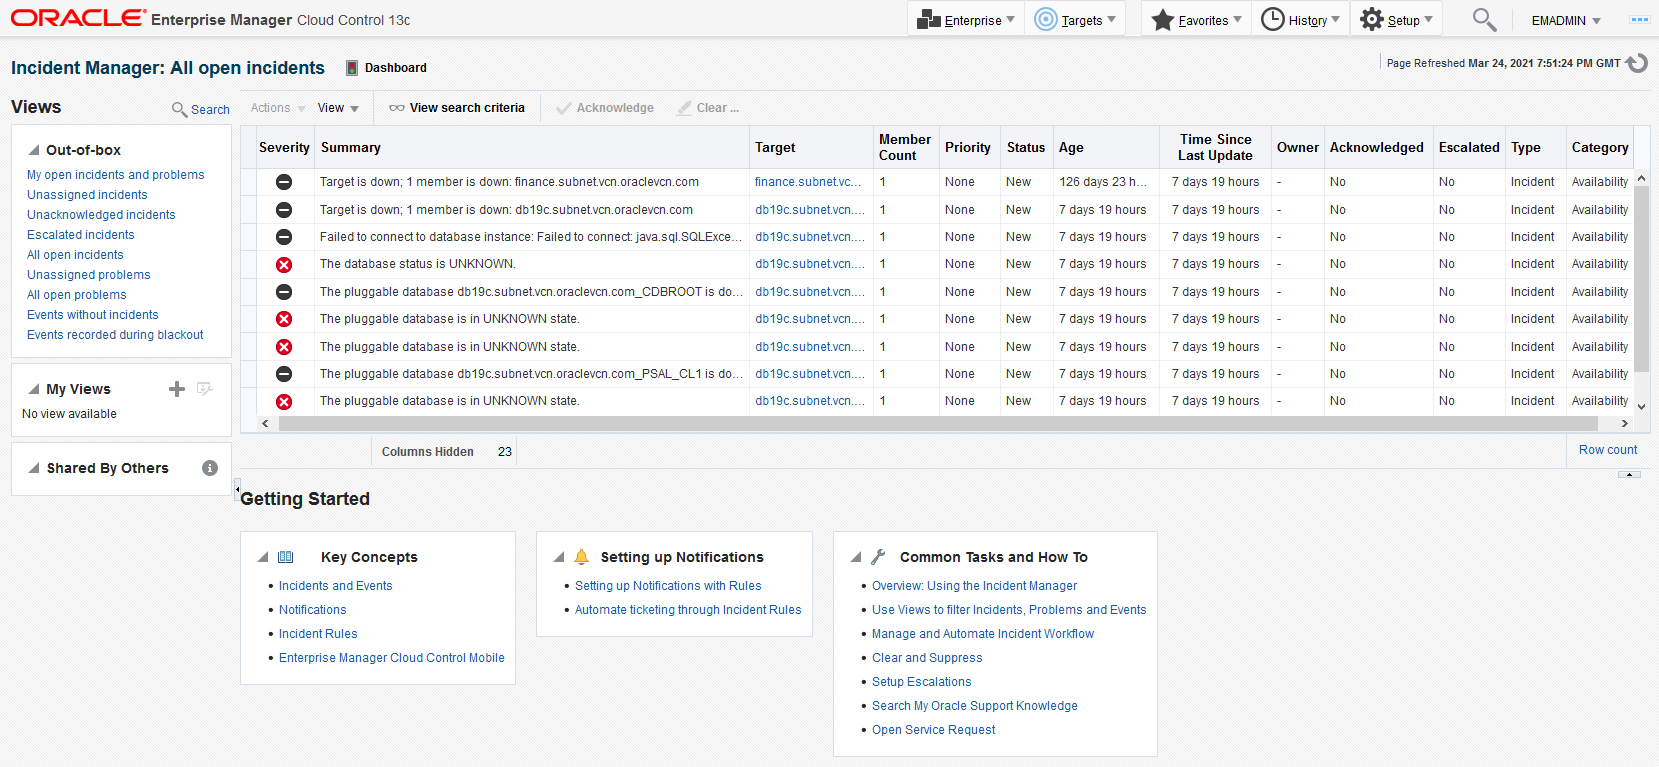 ORACLE Enterprise Manager Cloud Control 13c
Enterprise Targets Favorites History Setup EMADMIN
Incident Manager: All open incidents Dashboard
Page Refreshed Mar 24, 2021 7:51:24 PM GMT
Views Search
Out-of-box
My open incidents and problems
Unassigned incidents
Unacknowledged incidents
Escalated incidents
All open incidents
Unassigned problems
All open problems
Events without incidents
Events recorded during blackout
My Views
No view available
Shared By Others
Actions View View search criteria Acknowledge Clear ...
Severity Summary Target Member Count Priority Status Age Time Since Last Update Owner Acknowledged Escalated Type Category
Target is down; 1 member is down: finance.subnet.vcn.oraclevcn.com finance.subnet.vc... 1 None New 126 days 23 h... 7 days 19 hours - No No Incident Availability
Target is down; 1 member is down: db19c.subnet.vcn.oraclevcn.com db19c.subnet.vcn.... 1 None New 7 days 19 hours 7 days 19 hours - No No Incident Availability
Failed to connect to database instance: Failed to connect: java.sql.SQLExce... db19c.subnet.vcn.... 1 None New 7 days 19 hours 7 days 19 hours - No No Incident Availability
The database status is UNKNOWN. db19c.subnet.vcn.... 1 None New 7 days 19 hours 7 days 19 hours - No No Incident Availability
The pluggable database db19c.subnet.vcn.oraclevcn.com_CDBROOT is do... db19c.subnet.vcn.... 1 None New 7 days 19 hours 7 days 19 hours - No No Incident Availability
The pluggable database is in UNKNOWN state. db19c.subnet.vcn.... 1 None New 7 days 19 hours 7 days 19 hours - No No Incident Availability
The pluggable database is in UNKNOWN state. db19c.subnet.vcn.... 1 None New 7 days 19 hours 7 days 19 hours - No No Incident Availability
The pluggable database db19c.subnet.vcn.oraclevcn.com_PSAL_CL1 is do... db19c.subnet.vcn.... 1 None New 7 days 19 hours 7 days 19 hours - No No Incident Availability
The pluggable database is in UNKNOWN state. db19c.subnet.vcn.... 1 None New 7 days 19 hours 7 days 19 hours - No No Incident Availability
Columns Hidden 23 Row count
Getting Started
Key Concepts
• Incidents and Events
• Notifications
• Incident Rules
• Enterprise Manager Cloud Control Mobile
Setting up Notifications
• Setting up Notifications with Rules
• Automate ticketing through Incident Rules
Common Tasks and How To
• Overview: Using the Incident Manager
• Use Views to filter Incidents, Problems and Events
• Manage and Automate Incident Workflow
• Clear and Suppress
• Setup Escalations
• Search My Oracle Support Knowledge
• Open Service Request